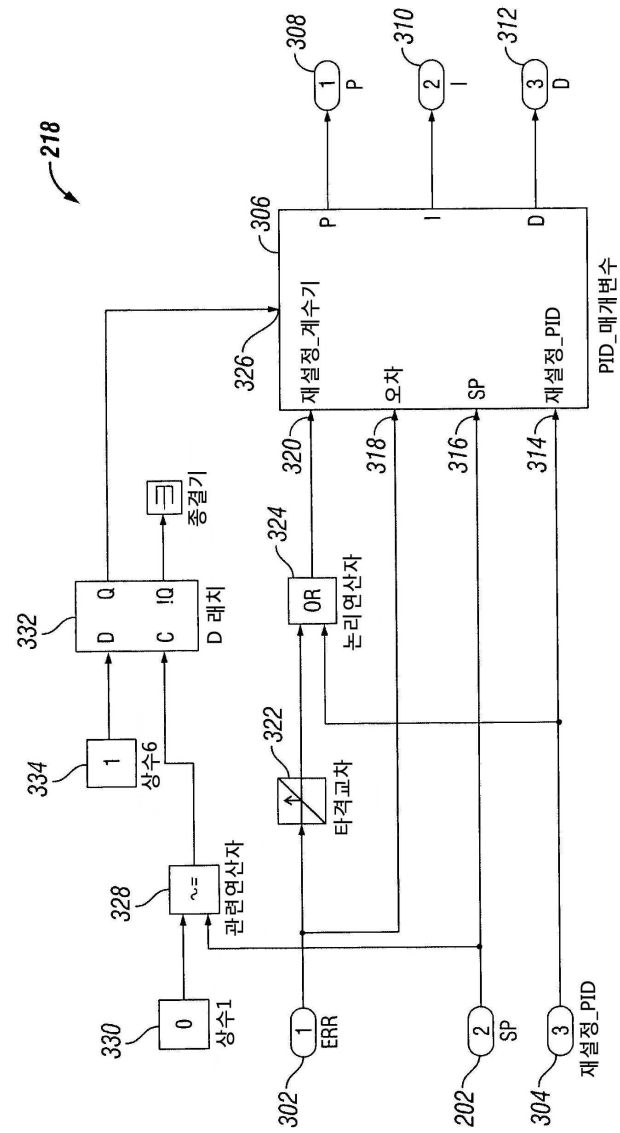 218
330
0
상수1
328
~=
관련연산자
334
1
상수6
332
D
Q
C
!Q
D 래치
종결기
302
1
ERR
322
타격교차
324
OR
논리연산자
202
2
SP
304
3
재설정_PID
326
306
320
재설정_계수기
318
오차
316
SP
314
재설정_PID
P
I
D
PID_매개변수
308
1
P
310
2
I
312
3
D